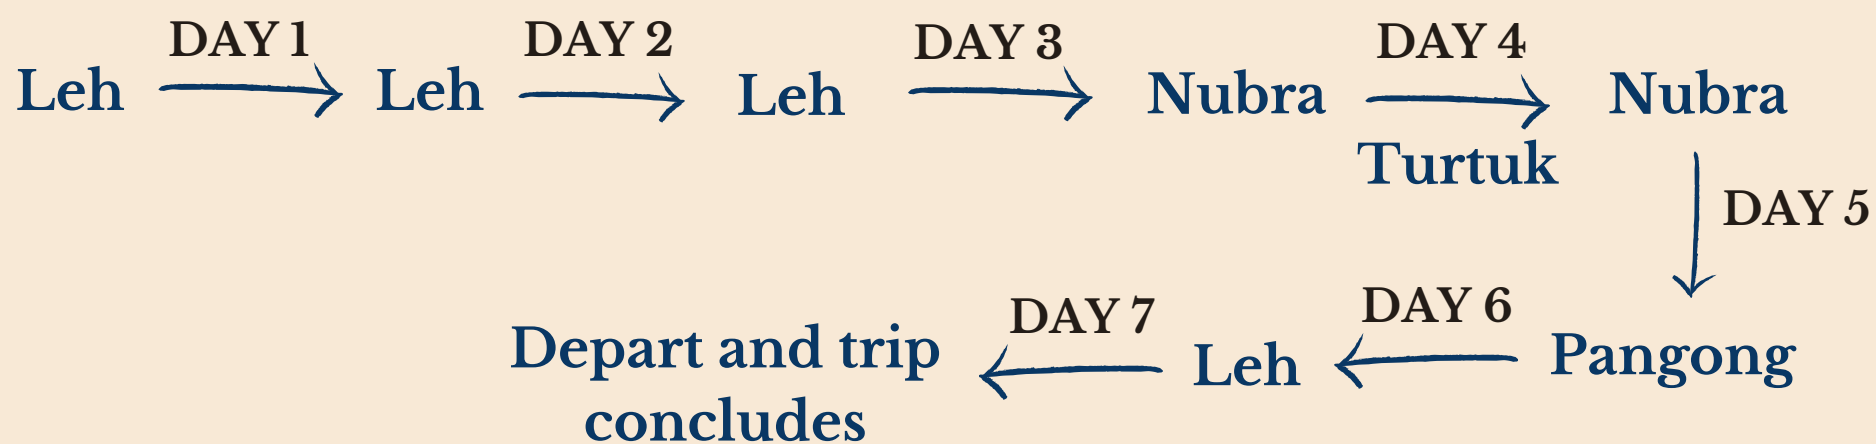 DAY 1 DAY 2 DAY 3 DAY 4
Leh Leh Leh Nubra Nubra
Turtuk
DAY 5
DAY 7 DAY 6
Depart and trip Leh Pangong
concludes